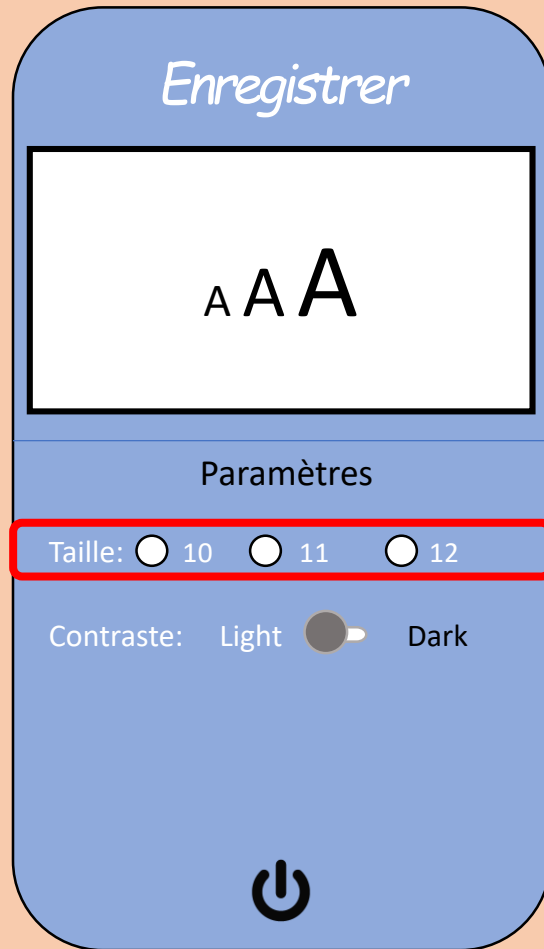 Enregistrer
A A A
Paramètres
Taille: 10 11 12
Contraste: Light Dark